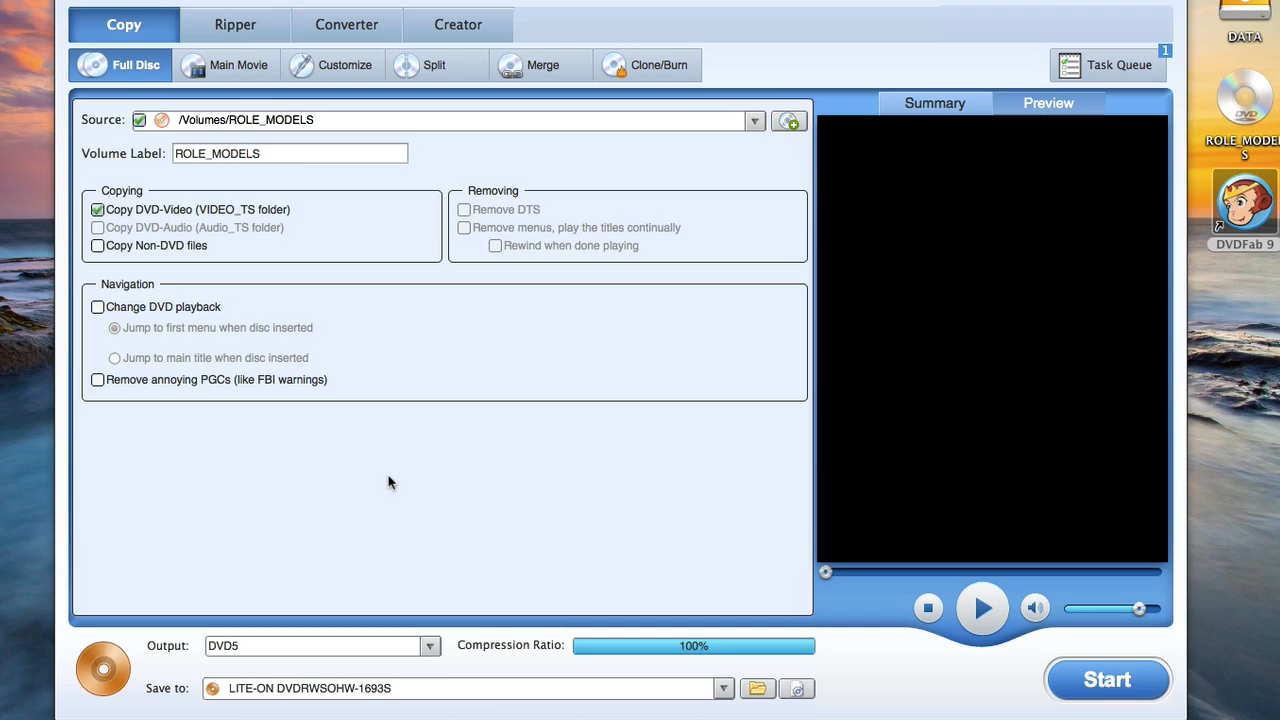 Copy
Ripper
Converter
Creator
Full Disc
Main Movie
Customize
Split
Merge
Clone/Burn
Task Queue
1
Source: /Volumes/ROLE_MODELS
Volume Label: ROLE_MODELS
Copying
Copy DVD-Video (VIDEO_TS folder)
Copy DVD-Audio (Audio_TS folder)
Copy Non-DVD files
Removing
Remove DTS
Remove menus, play the titles continually
Rewind when done playing
Navigation
Change DVD playback
Jump to first menu when disc inserted
Jump to main title when disc inserted
Remove annoying PGCs (like FBI warnings)
Summary
Preview
Output: DVD5
Compression Ratio: 100%
Save to: LITE-ON DVDRWSOHW-1693S
Start
DATA
DVD
ROLE_MODEL
S
DVDFab 9